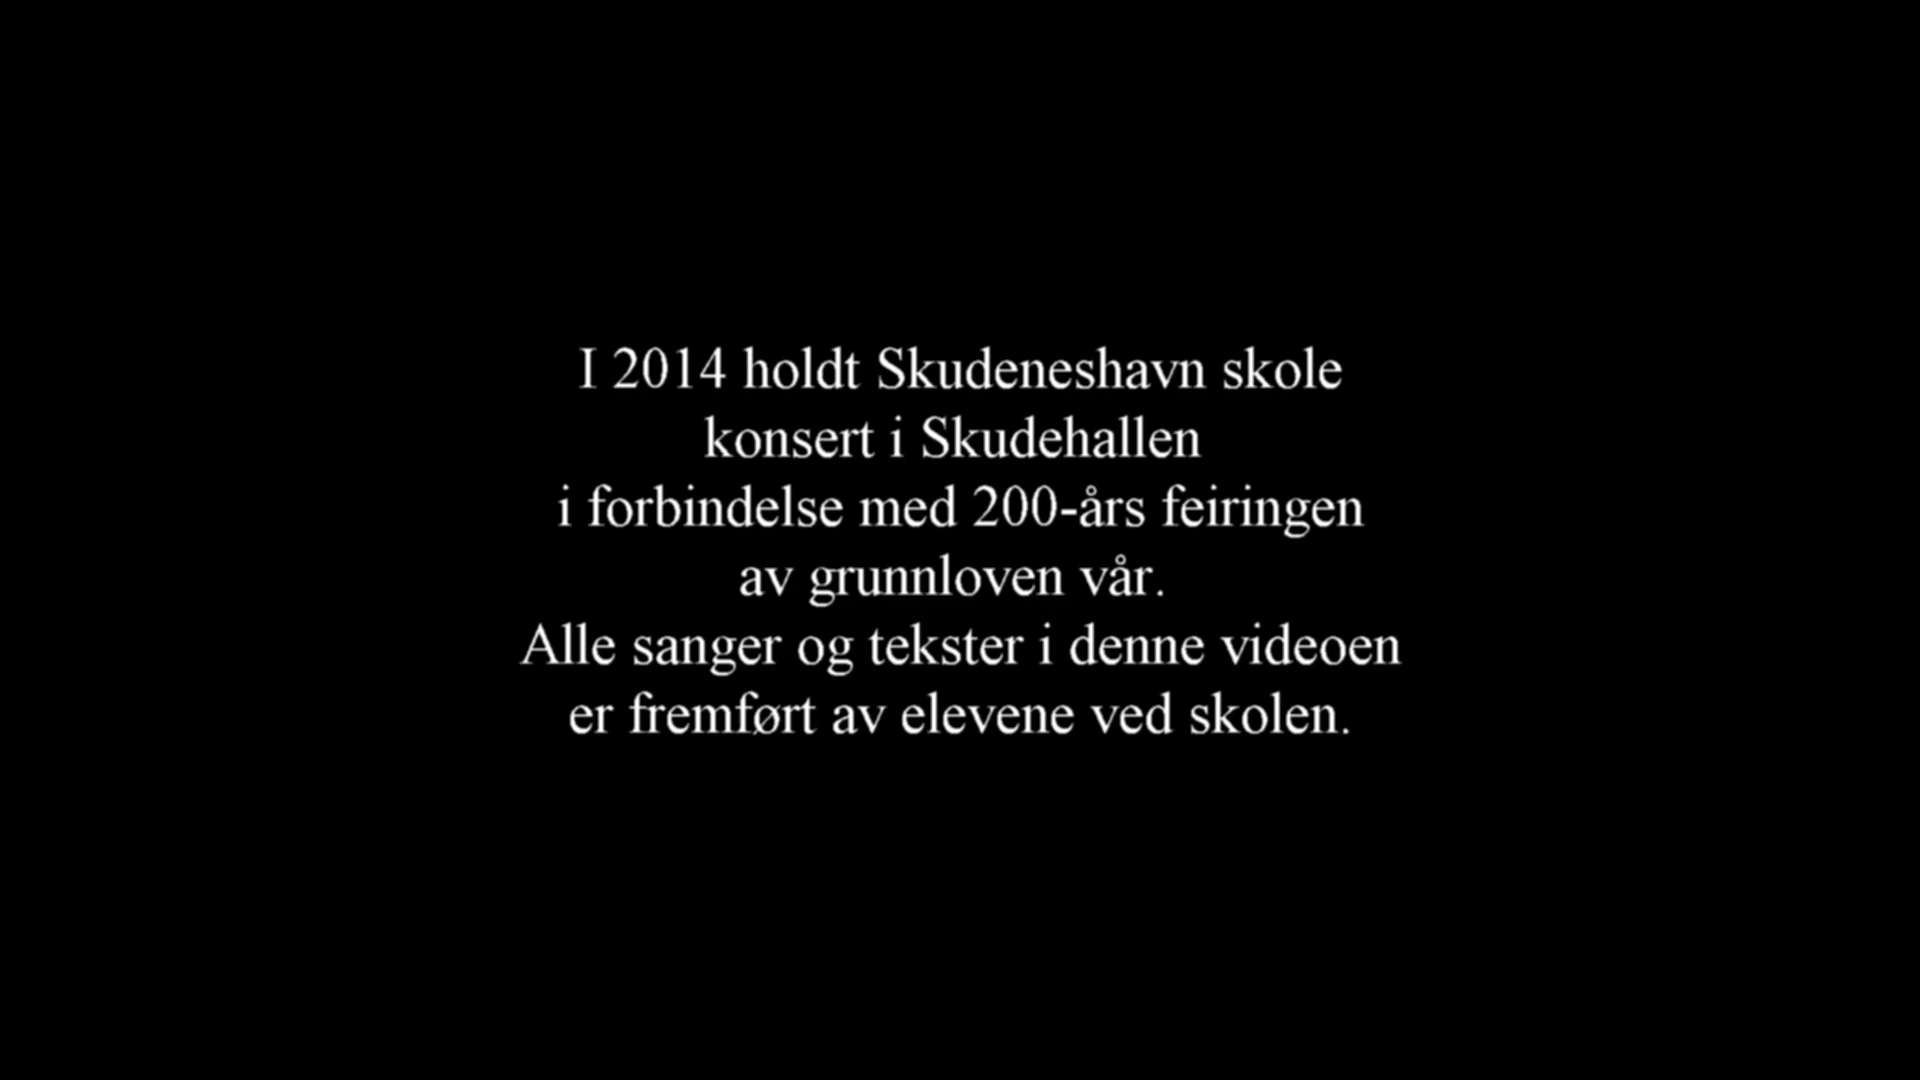 I 2014 holdt Skudeneshavn skole
konsert i Skudehallen
i forbindelse med 200-års feiringen
av grunnloven vår.
Alle sanger og tekster i denne videoen
er fremført av elevene ved skolen.